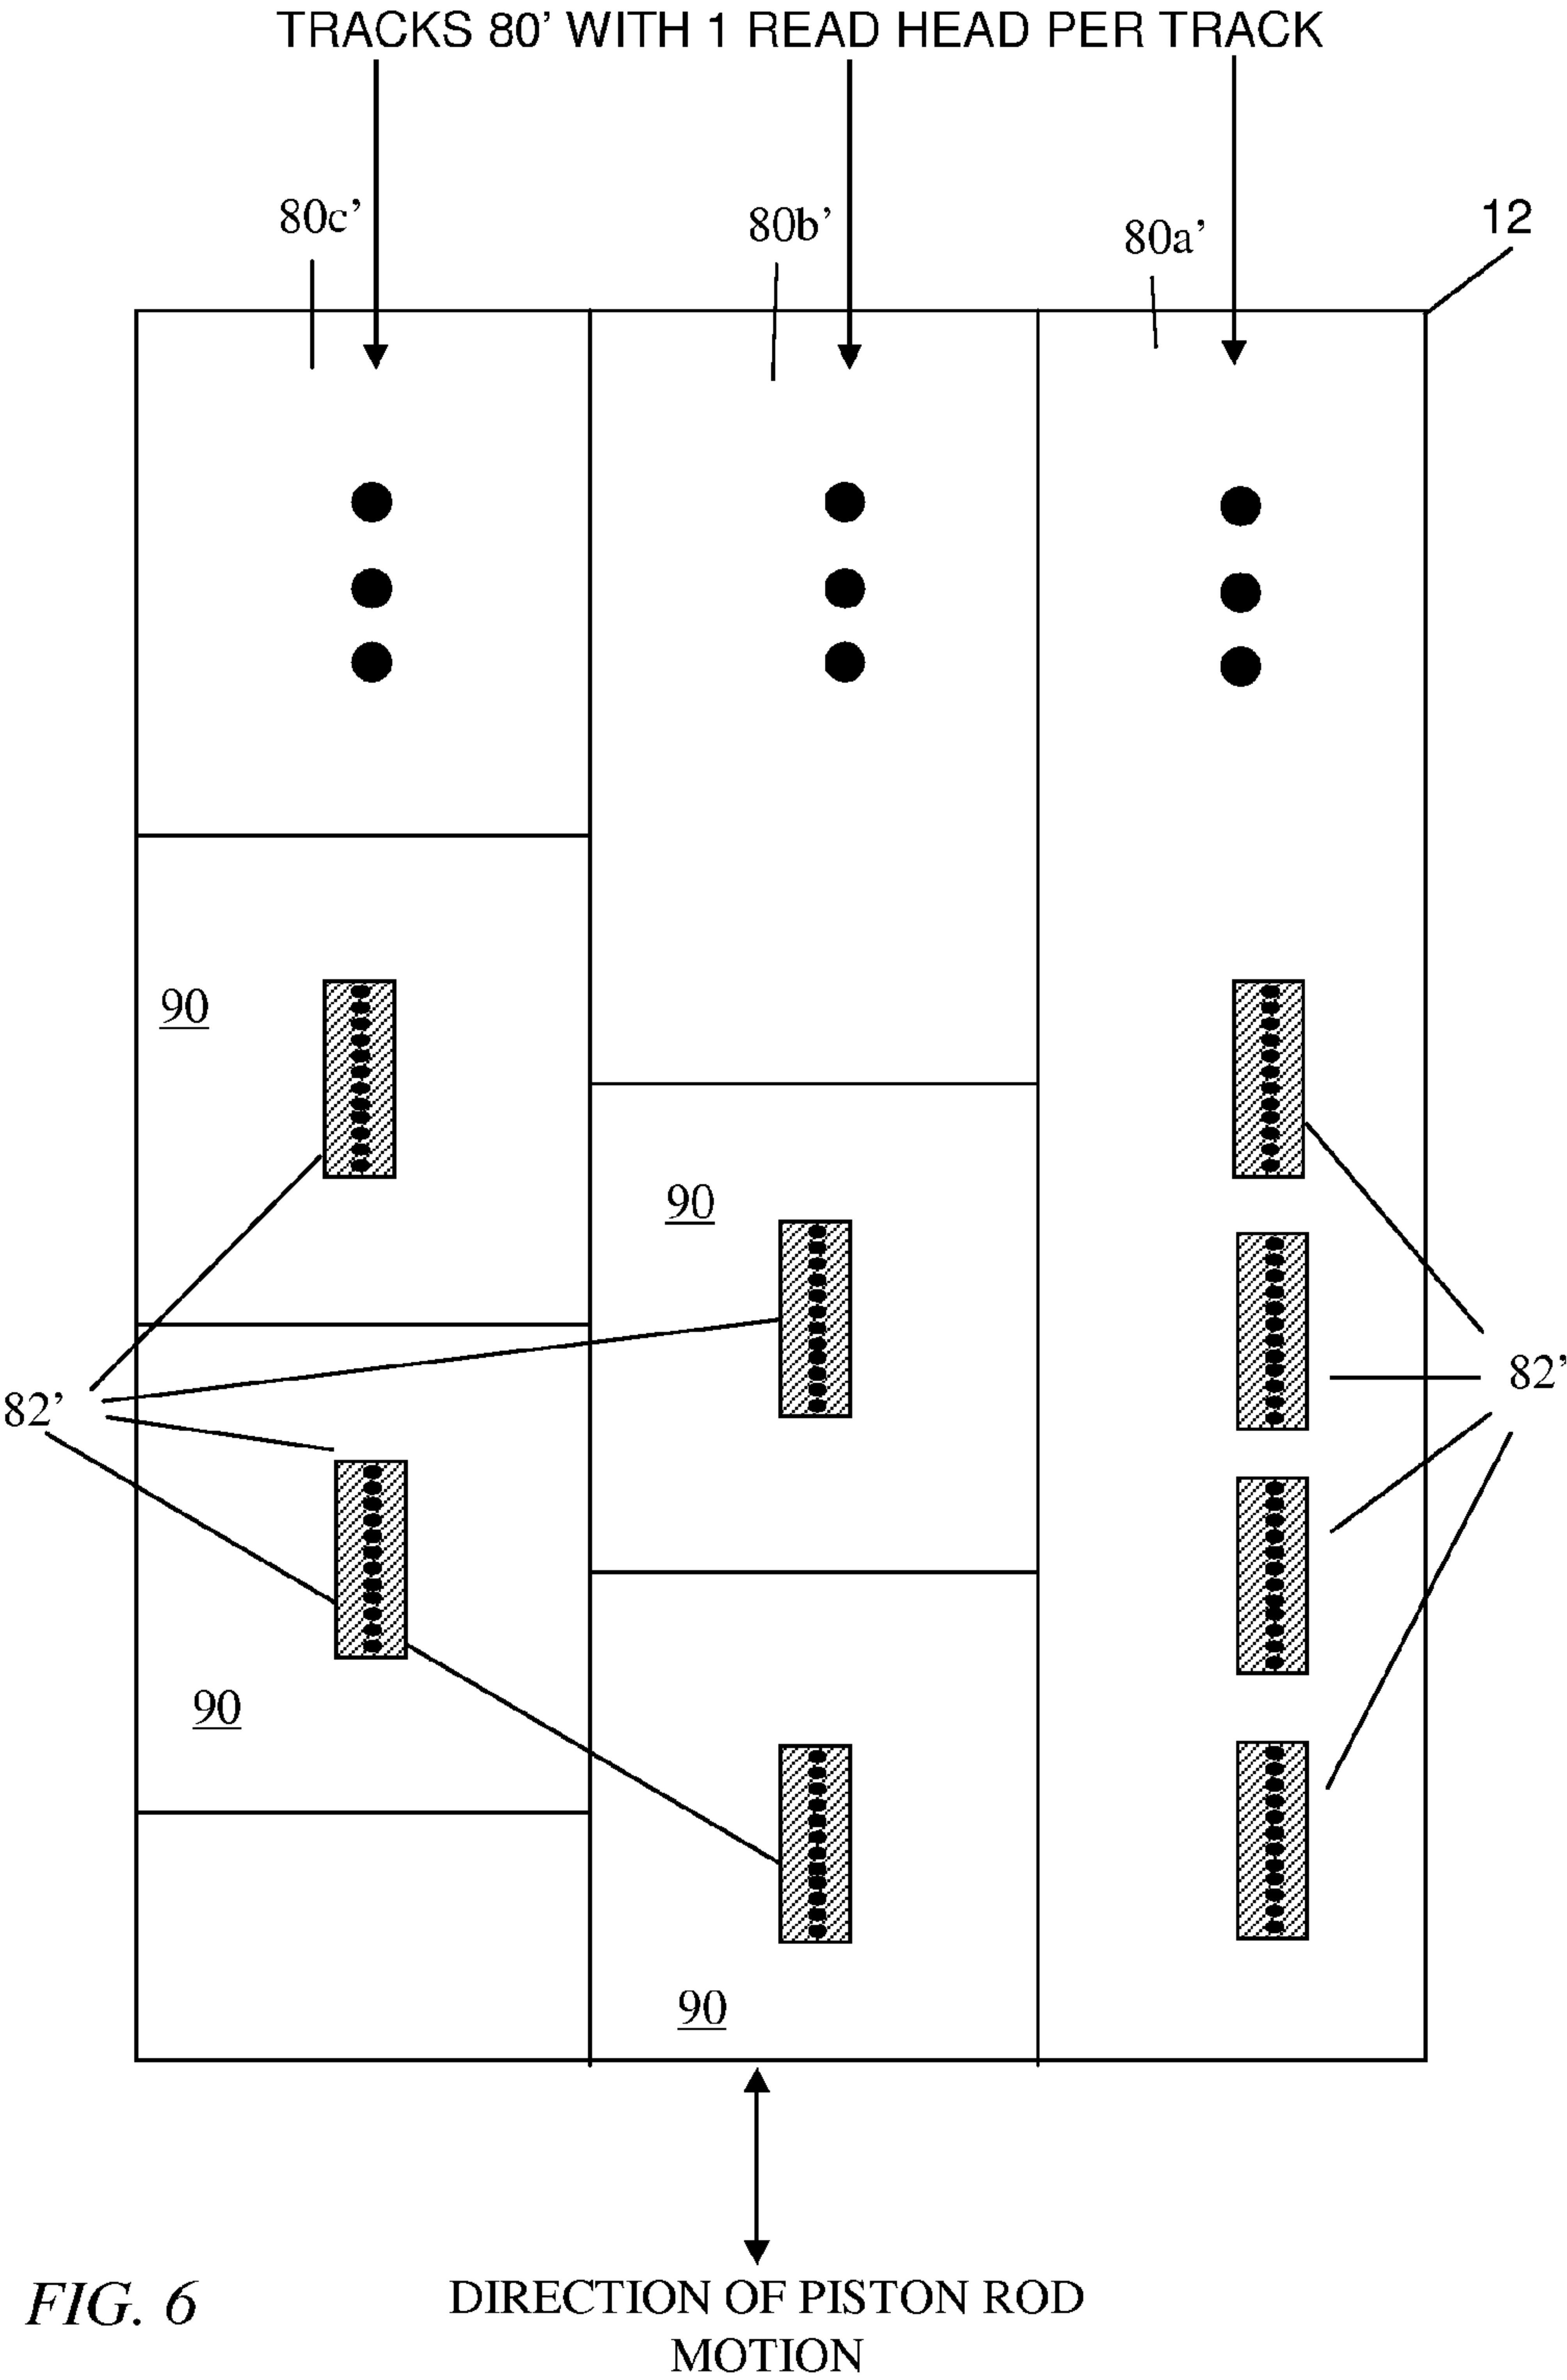 TRACKS 80’ WITH 1 READ HEAD PER TRACK
80c’
80b’
80a’
12
90
90
82’
82’
90
90
FIG. 6
DIRECTION OF PISTON ROD
MOTION